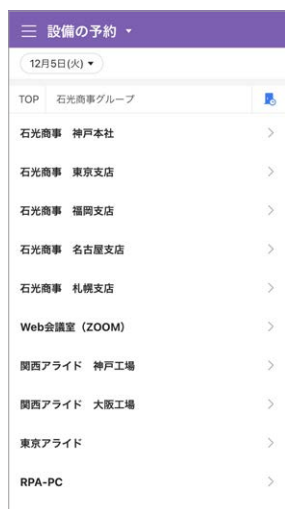 設備の予約
12月5日(火)
TOP 石光商事グループ
石光商事 神戸本社
石光商事 東京支店
石光商事 福岡支店
石光商事 名古屋支店
石光商事 札幌支店
Web会議室（ZOOM）
関西アライド 神戸工場
関西アライド 大阪工場
東京アライド
RPA-PC